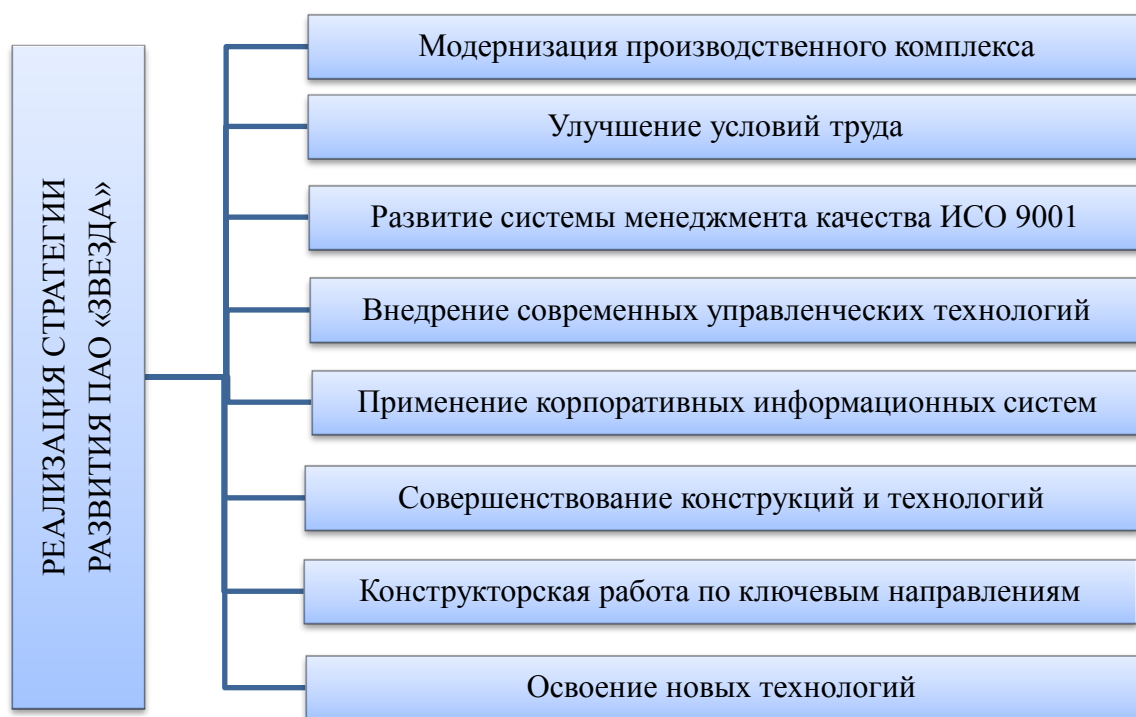 РЕАЛИЗАЦИЯ СТРАТЕГИИ
РАЗВИТИЯ ПАО «ЗВЕЗДА»
Модернизация производственного комплекса
Улучшение условий труда
Развитие системы менеджмента качества ИСО 9001
Внедрение современных управленческих технологий
Применение корпоративных информационных систем
Совершенствование конструкций и технологий
Конструкторская работа по ключевым направлениям
Освоение новых технологий